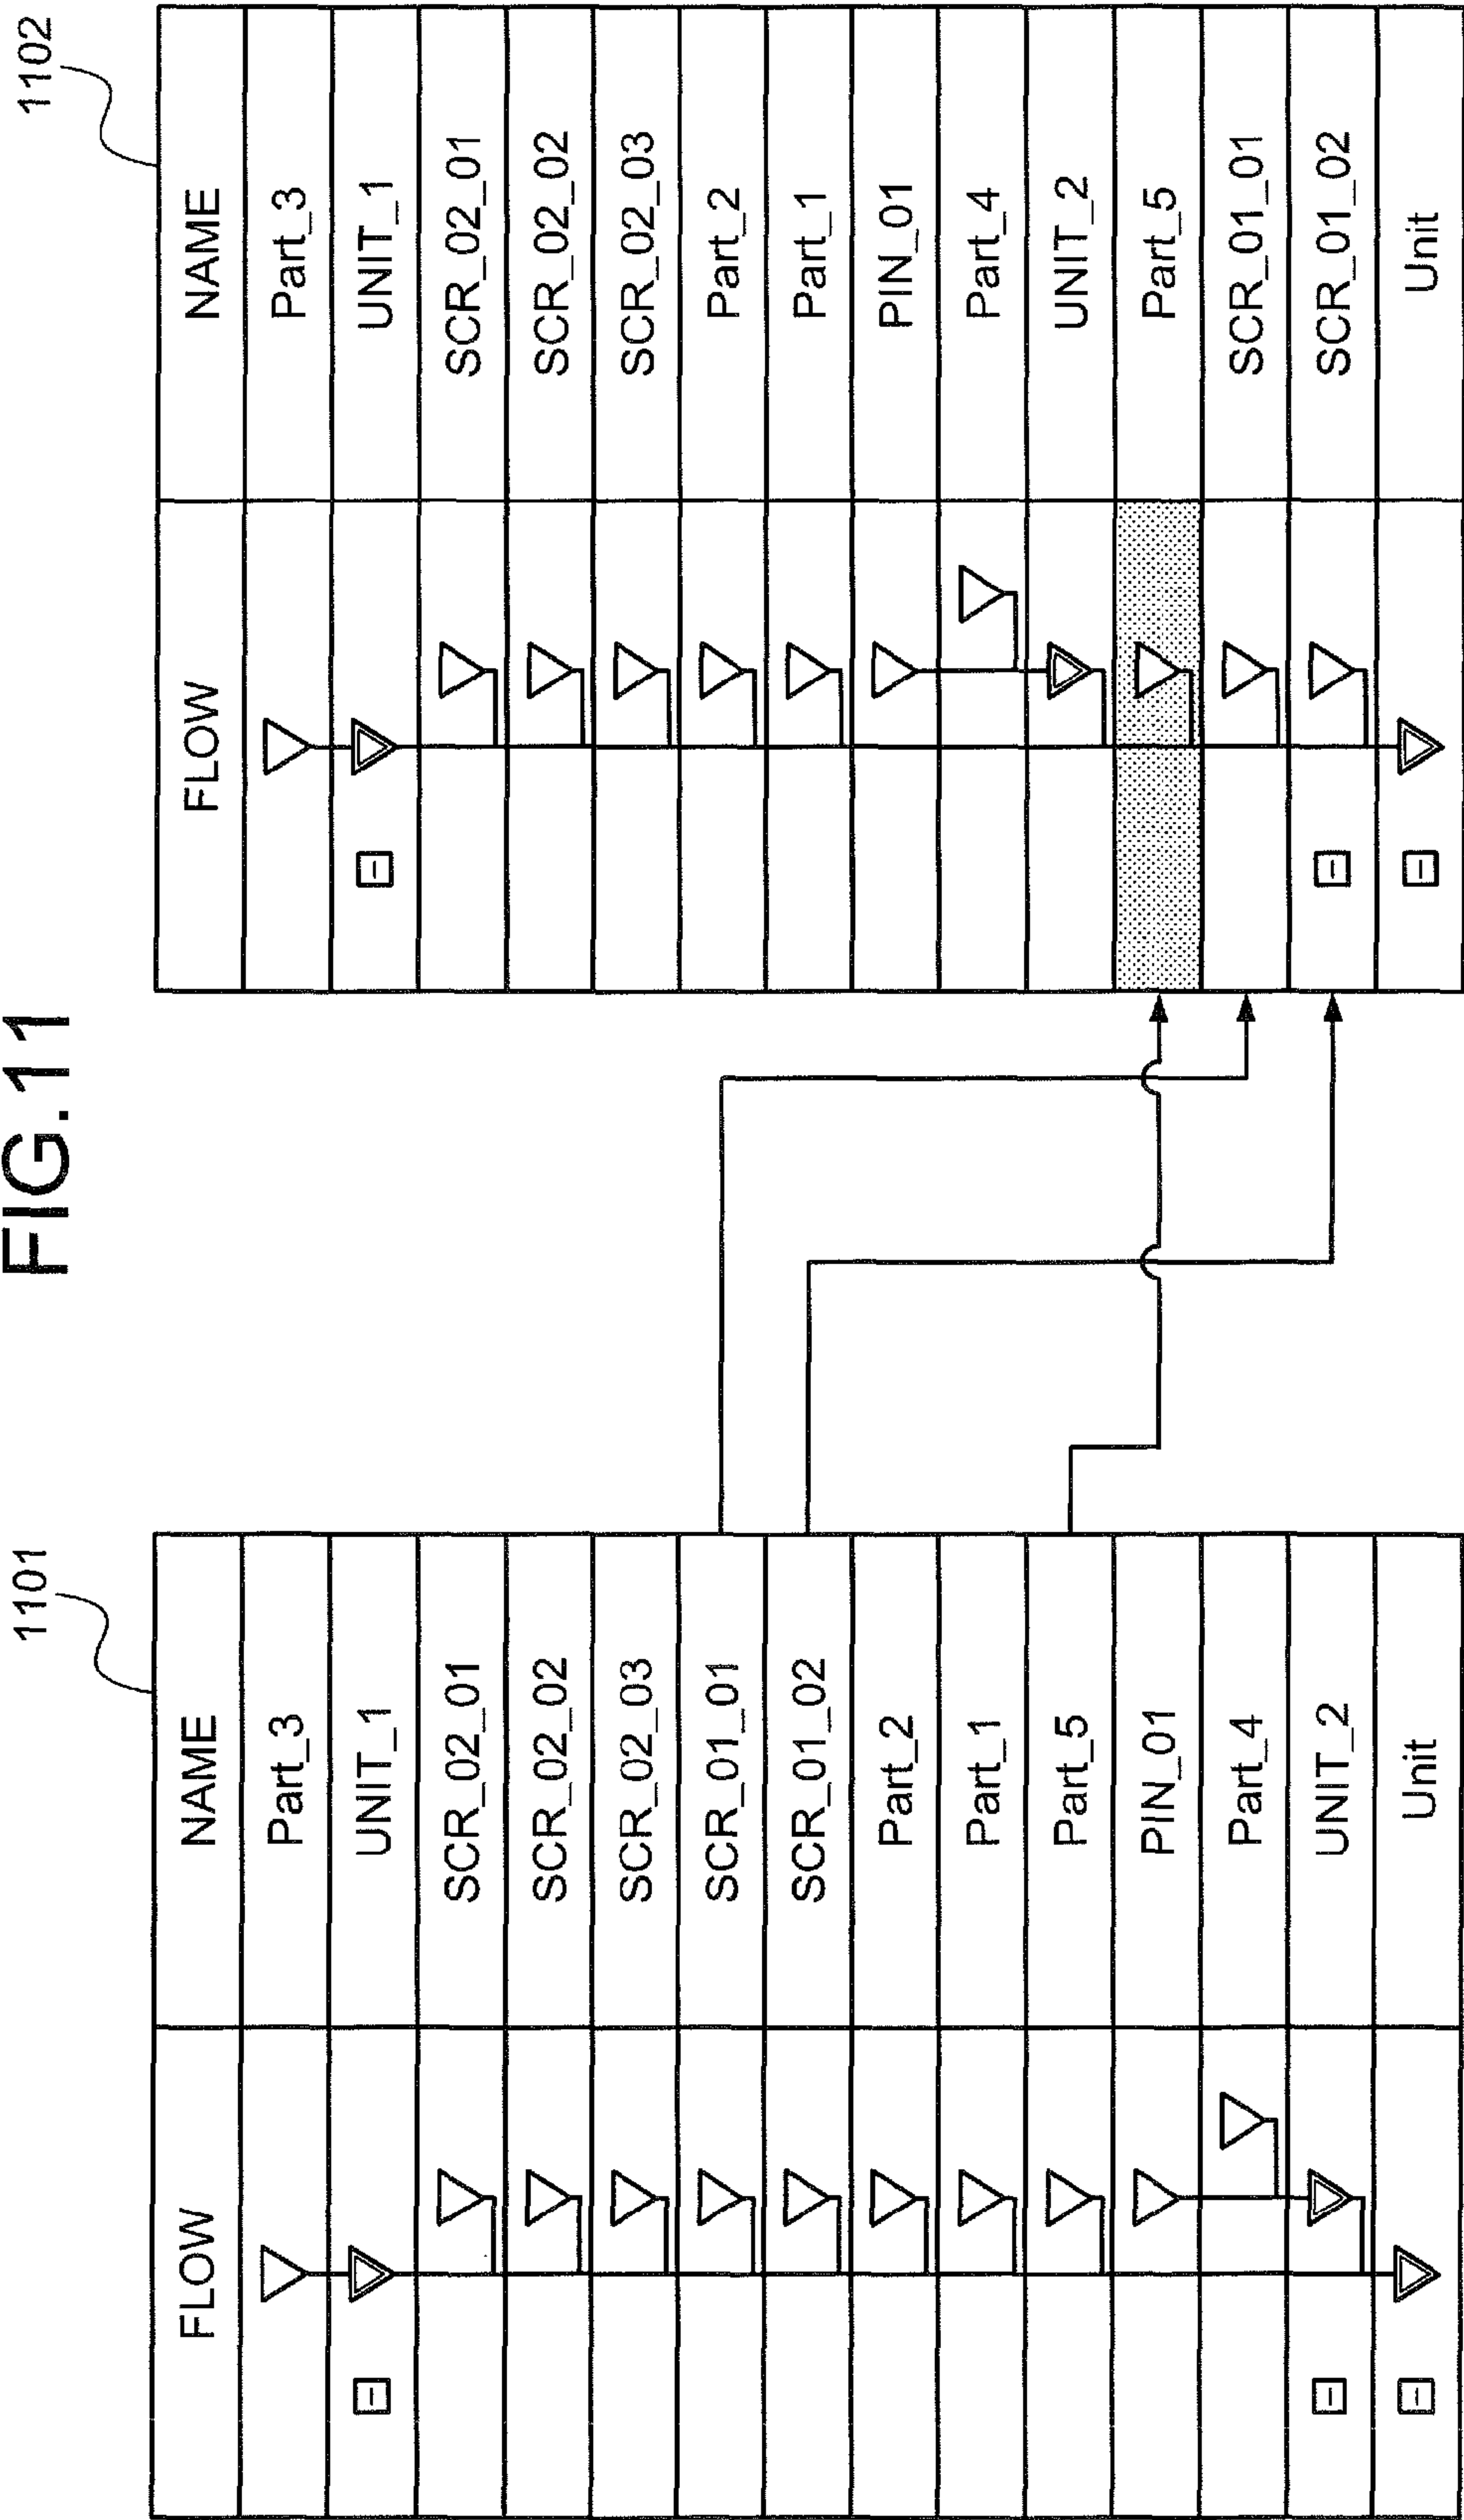 FIG.11
1101
FLOW NAME
Part_3
UNIT_1
SCR_02_01
SCR_02_02
SCR_02_03
SCR_01_01
SCR_01_02
Part_2
Part_1
Part_5
PIN_01
Part_4
UNIT_2
Unit
1102
FLOW NAME
Part_3
UNIT_1
SCR_02_01
SCR_02_02
SCR_02_03
Part_2
Part_1
PIN_01
Part_4
UNIT_2
Part_5
SCR_01_01
SCR_01_02
Unit